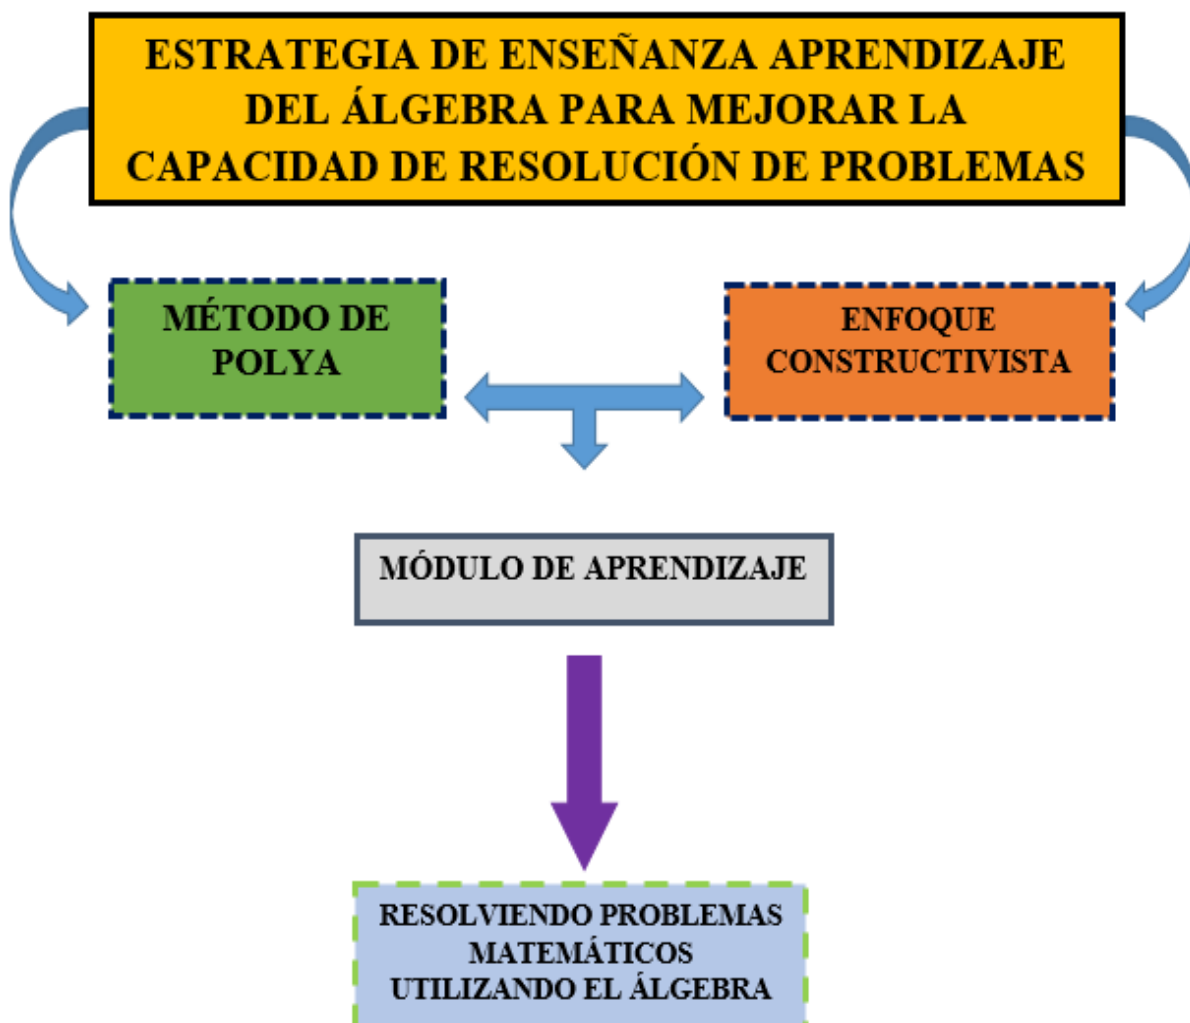 ESTRATEGIA DE ENSEÑANZA APRENDIZAJE
DEL ÁLGEBRA PARA MEJORAR LA
CAPACIDAD DE RESOLUCIÓN DE PROBLEMAS
MÉTODO DE
POLYA
ENFOQUE
CONSTRUCTIVISTA
MÓDULO DE APRENDIZAJE
RESOLVIENDO PROBLEMAS
MATEMÁTICOS
UTILIZANDO EL ÁLGEBRA